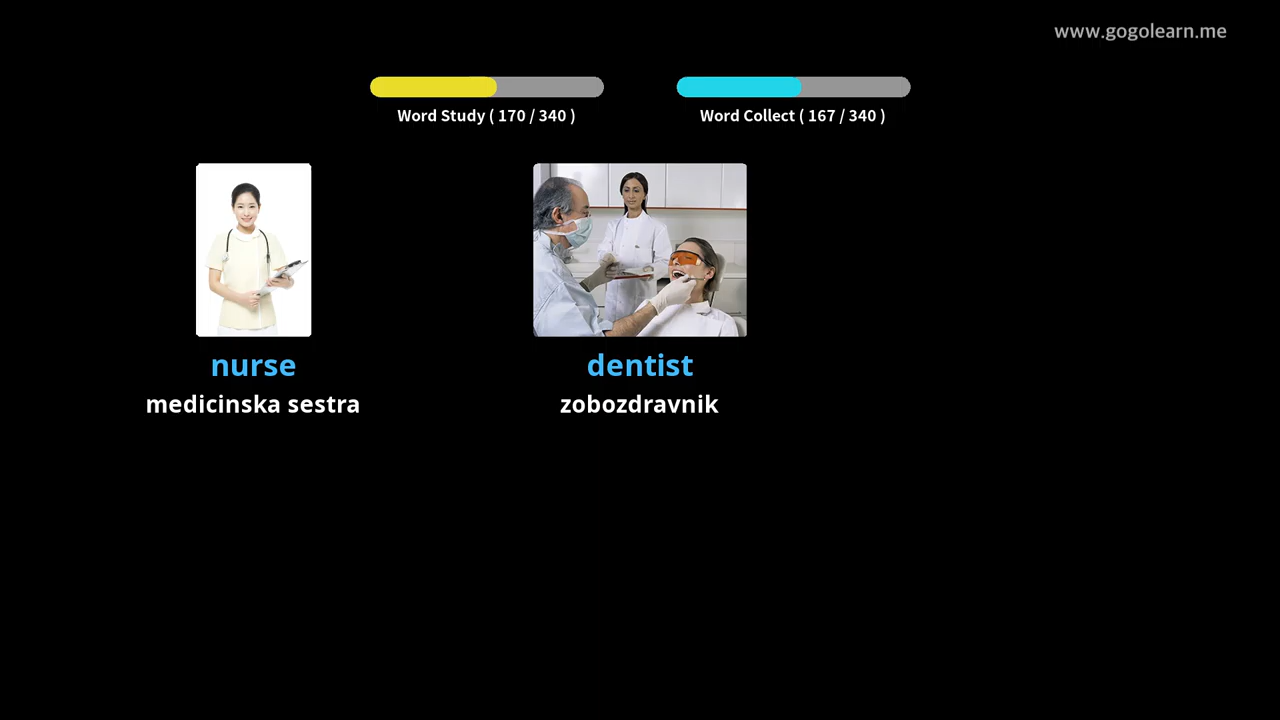 www.gogolearn.me
Word Study ( 170 / 340 )
Word Collect ( 167 / 340 )
nurse
dentist
medicinska sestra
zobozdravnik